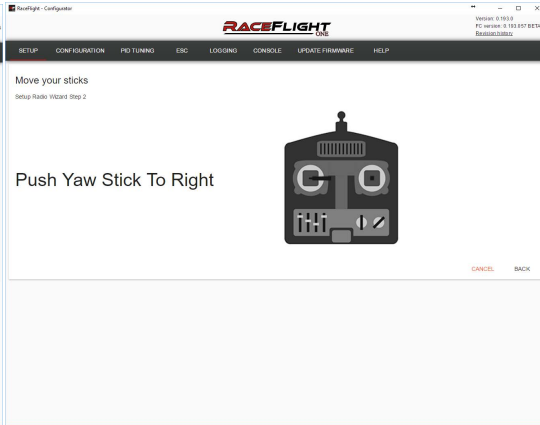 RaceFlight - Configurator
RACEFLIGHT
ONE
Version: 0.193.0
FC version: 0.193.857 BETA
Revision history
SETUP CONFIGURATION PID TUNING ESC LOGGING CONSOLE UPDATE FIRMWARE HELP
Move your sticks
Setup Radio Wizard Step 2
Push Yaw Stick To Right
CANCEL BACK